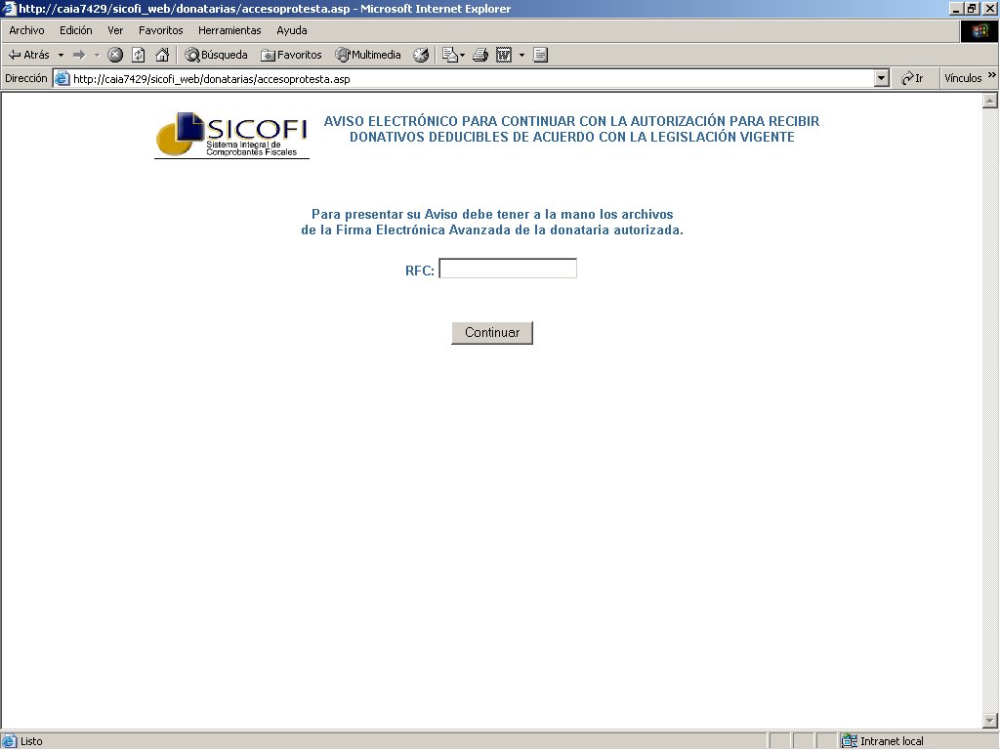 http://caia7429/sicofi_web/donatarias/accesoprotesta.asp - Microsoft Internet Explorer
Archivo Edición Ver Favoritos Herramientas Ayuda
Atrás Búsqueda Favoritos Multimedia
Dirección http://caia7429/sicofi_web/donatarias/accesoprotesta.asp Ir Vínculos »
SICOFI
Sistema Integral de
Comprobantes Fiscales
AVISO ELECTRÓNICO PARA CONTINUAR CON LA AUTORIZACIÓN PARA RECIBIR
DONATIVOS DEDUCIBLES DE ACUERDO CON LA LEGISLACIÓN VIGENTE
Para presentar su Aviso debe tener a la mano los archivos
de la Firma Electrónica Avanzada de la donataria autorizada.
RFC:
Continuar
Listo Intranet local